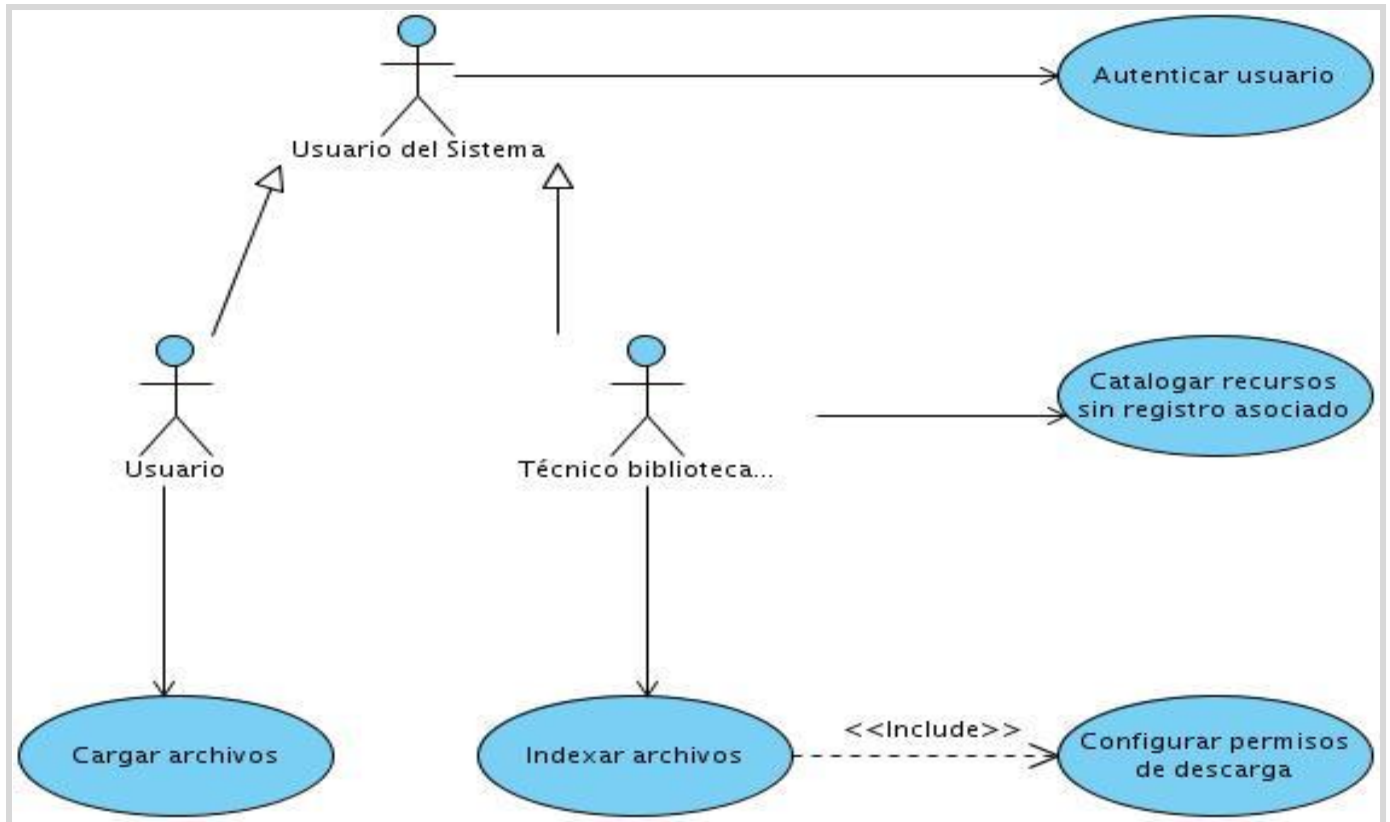 Autenticar usuario
Usuario del Sistema
Catalogar recursos
sin registro asociado
Usuario
Técnico biblioteca...
<<Include>>
Cargar archivos
Indexar archivos
Configurar permisos
de descarga